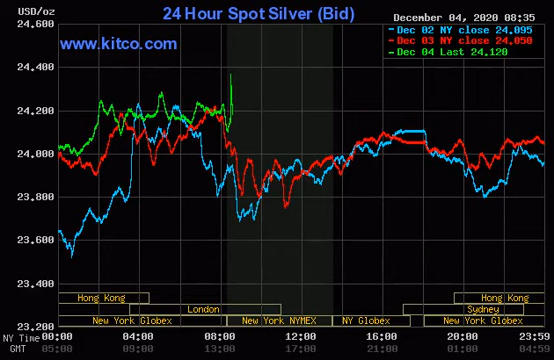 24 Hour Spot Silver (Bid)
USD/oz
December 04, 2020 08:35
www.kitco.com
Dec 02 NY close 24.095
Dec 03 NY close 24.050
Dec 04 Last 24.120
24.600
24.400
24.200
24.000
23.800
23.600
23.400
23.200
Hong Kong
Hong Kong
London
Sydney
New York Globex
New York NYMEX
NY Globex
New York Globex
NY Time 00:00 04:00 08:00 12:00 16:00 20:00 23:59
GMT 05:00 09:00 13:00 17:00 21:00 01:00 04:59